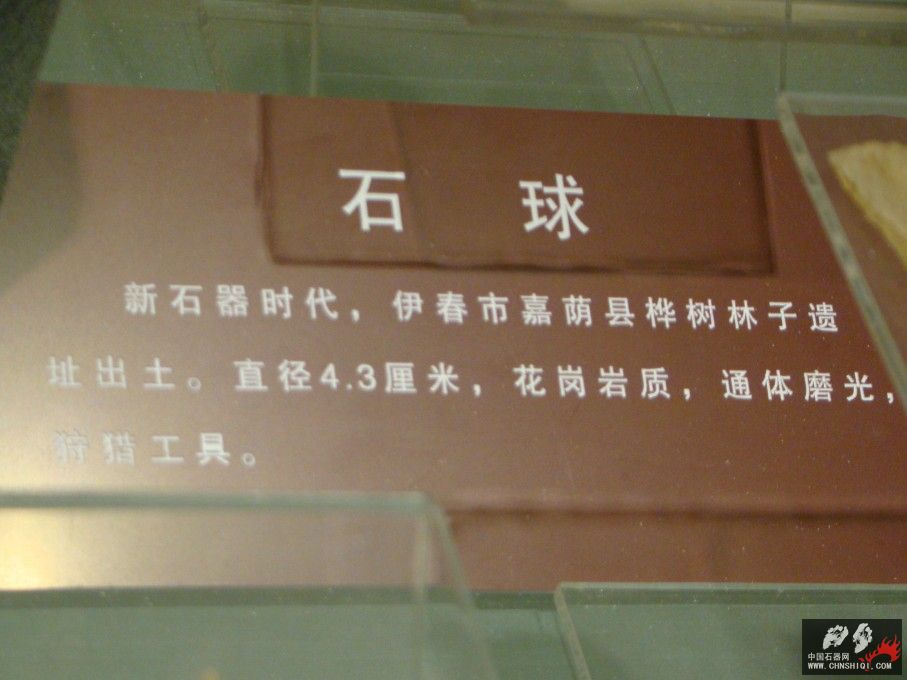 石 球
新石器时代，伊春市嘉荫县桦树林子遗
址出土。直径4.3厘米，花岗岩质，通体磨光，
狩猎工具。
中国石器网
WWW.CHNSHIQI.COM